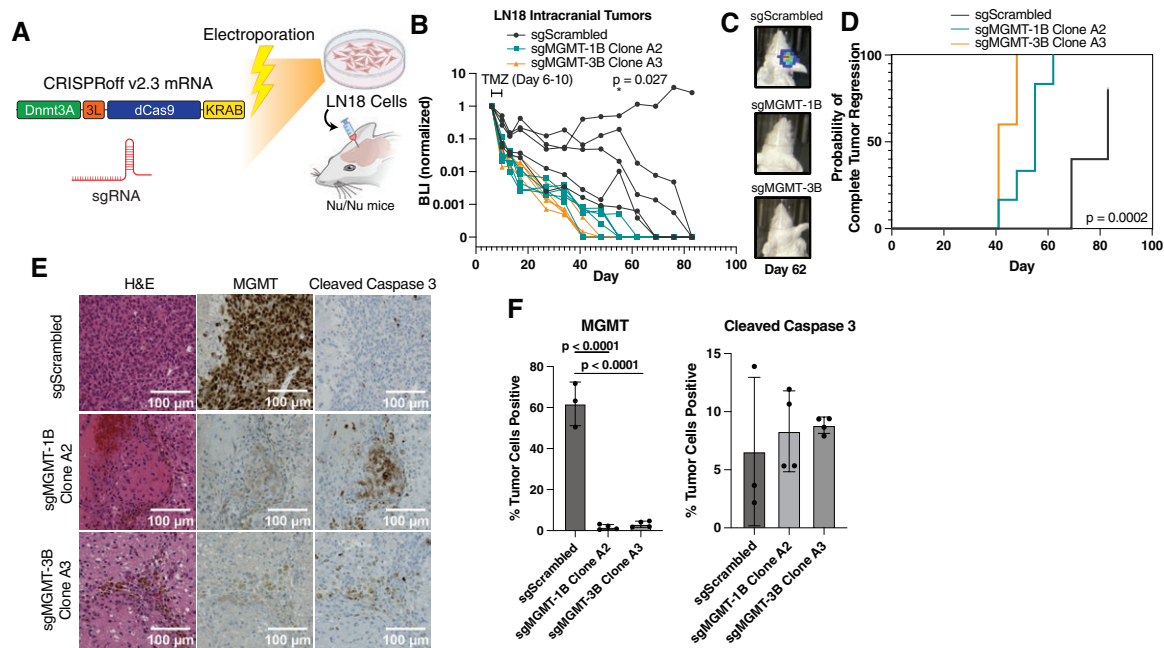 A
Electroporation
CRISPRoff v2.3 mRNA
Dnmt3A 3L dCas9 KRAB
sgRNA
LN18 Cells
Nu/Nu mice
B
LN18 Intracranial Tumors
sgScrambled
sgMGMT-1B Clone A2
sgMGMT-3B Clone A3
TMZ (Day 6-10)
p = 0.027
*
BLI (normalized)
10
1
0.1
0.01
0.001
0
0 20 40 60 80 100
Day
C
sgScrambled
sgMGMT-1B
sgMGMT-3B
Day 62
D
sgScrambled
sgMGMT-1B Clone A2
sgMGMT-3B Clone A3
Probability of
Complete Tumor Regression
100
50
0
p = 0.0002
0 20 40 60 80 100
Day
E
H&E MGMT Cleaved Caspase 3
sgScrambled
100 µm 100 µm 100 µm
sgMGMT-1B
Clone A2
100 µm 100 µm 100 µm
sgMGMT-3B
Clone A3
100 µm 100 µm 100 µm
F
MGMT
p < 0.0001
p < 0.0001
% Tumor Cells Positive
80
60
40
20
0
sgScrambled
sgMGMT-1B Clone A2
sgMGMT-3B Clone A3
Cleaved Caspase 3
% Tumor Cells Positive
15
10
5
0
sgScrambled
sgMGMT-1B Clone A2
sgMGMT-3B Clone A3